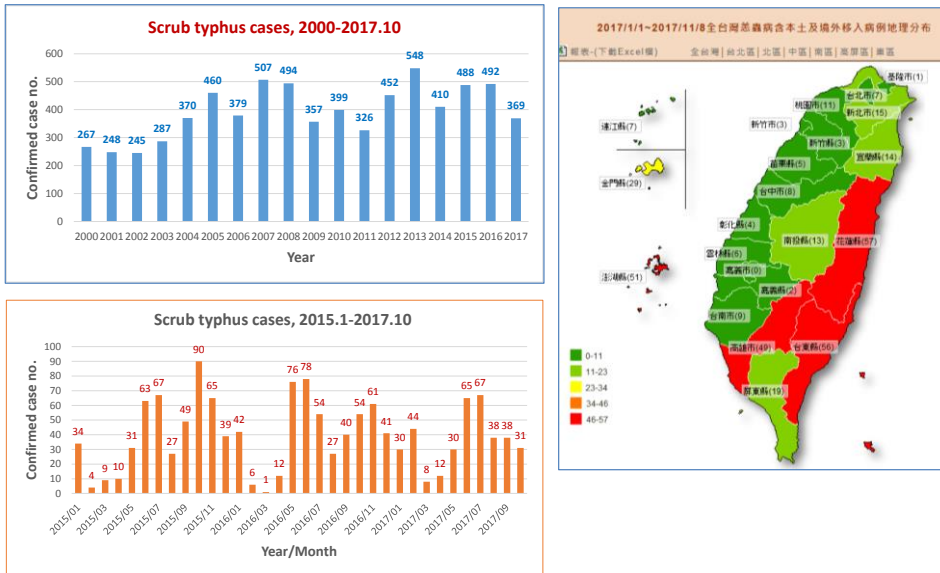 Scrub typhus cases, 2000-2017.10
Confirmed case no.
600
500
400
300
200
100
0
267
248
245
287
370
460
379
507
494
357
399
326
452
548
410
488
492
369
2000 2001 2002 2003 2004 2005 2006 2007 2008 2009 2010 2011 2012 2013 2014 2015 2016 2017
Year
Scrub typhus cases, 2015.1-2017.10
Confirmed case no.
100
90
80
70
60
50
40
30
20
10
0
34
4
9
10
31
63
67
27
49
90
65
39
42
6
1
12
76
78
54
27
40
54
61
41
30
44
8
12
30
65
67
38
38
31
2015/01
2015/03
2015/05
2015/07
2015/09
2015/11
2016/01
2016/03
2016/05
2016/07
2016/09
2016/11
2017/01
2017/03
2017/05
2017/07
2017/09
Year/Month
2017/1/1~2017/11/8全台灣恙蟲病含本土及境外移入病例地理分布
報表-(下載Excel檔)
全台灣|台北區|北區|中區|南區|高屏區|東區
基隆市(1)
台北市(7)
桃園市(11)
新北市(15)
連江縣(7)
新竹市(3)
新竹縣(3)
宜蘭縣(14)
苗栗縣(5)
金門縣(29)
台中市(8)
彰化縣(4)
南投縣(13)
花蓮縣(57)
雲林縣(6)
嘉義市(0)
澎湖縣(51)
嘉義縣(2)
台南市(9)
高雄市(49)
台東縣(56)
屏東縣(19)
0-11
11-23
23-34
34-46
46-57